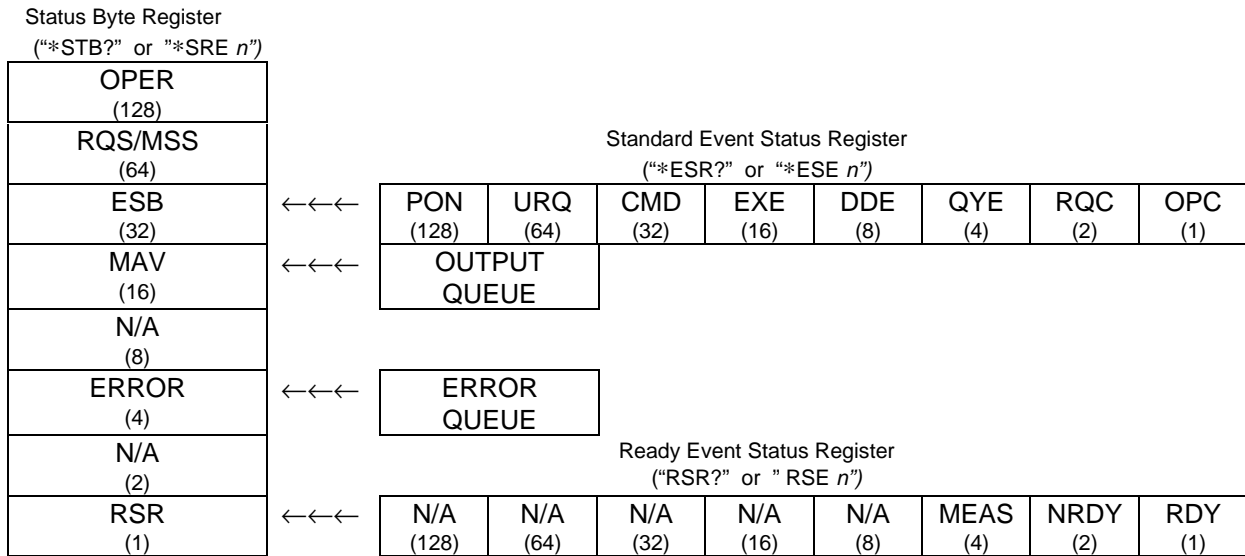 Status Byte Register
(“*STB?” or ”*SRE n”)
OPER
(128)
RQS/MSS
(64)
Standard Event Status Register
(“*ESR?” or “*ESE n”)
ESB
(32)
←←←
PON URQ CMD EXE DDE QYE RQC OPC
(128) (64) (32) (16) (8) (4) (2) (1)
MAV
(16)
←←←
OUTPUT
QUEUE
N/A
(8)
ERROR
(4)
←←←
ERROR
QUEUE
N/A
(2)
Ready Event Status Register
(“RSR?” or ” RSE n”)
RSR
(1)
←←←
N/A N/A N/A N/A N/A MEAS NRDY RDY
(128) (64) (32) (16) (8) (4) (2) (1)